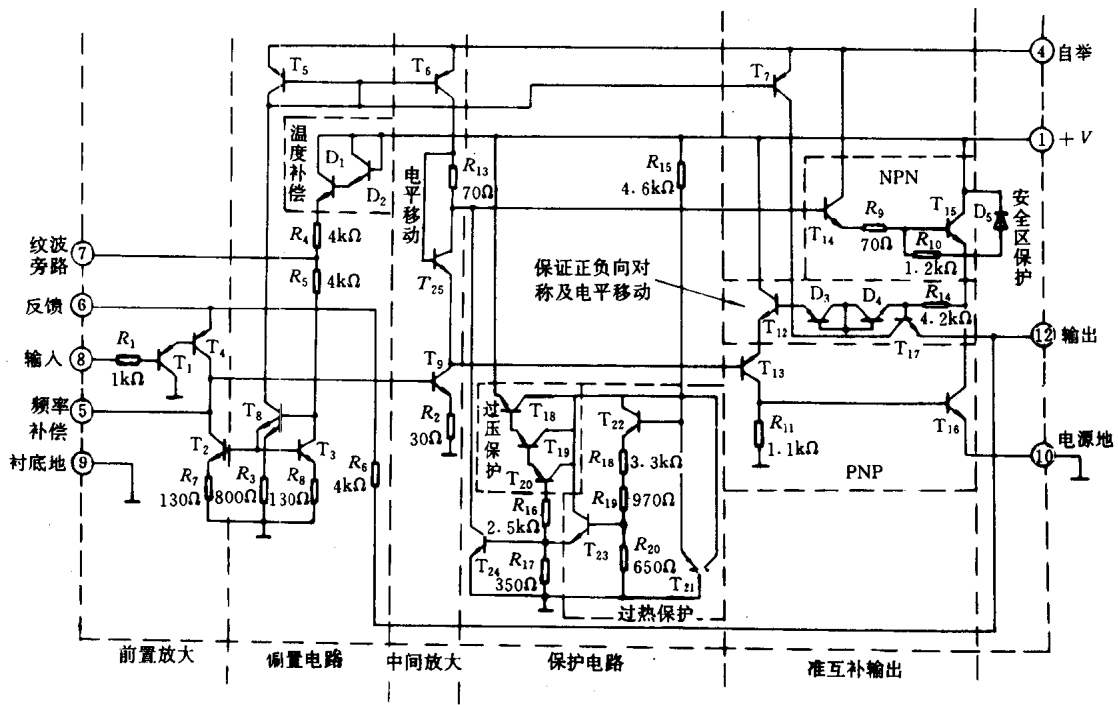 T5
T6
T7
④ 自举
温度补偿
D1
D2
电平移动
R13
70Ω
R15
4.6kΩ
① +V
NPN
R9
70Ω
T14
T15
D5
R10
1.2kΩ
安全区保护
R4
4kΩ
R5
4kΩ
T25
保证正负向对
称及电平移动
D3
D4
R14
4.2kΩ
T12
T17
纹波
旁路
⑦
反馈 ⑥
⑫ 输出
输入 ⑧
R1
1kΩ
T1
T4
T9
T13
频率
补偿
⑤
衬底地 ⑨
T8
T2
T3
R7
130Ω
R3
800Ω
R8
130Ω
R6
4kΩ
R2
30Ω
过压保护
T18
T19
T20
T22
R18
3.3kΩ
R19
970Ω
R16
2.5kΩ
T23
R20
650Ω
T24
R17
350Ω
T21
过热保护
R11
1.1kΩ
T16
PNP
电源地
⑩
前置放大
偏置电路
中间放大
保护电路
准互补输出